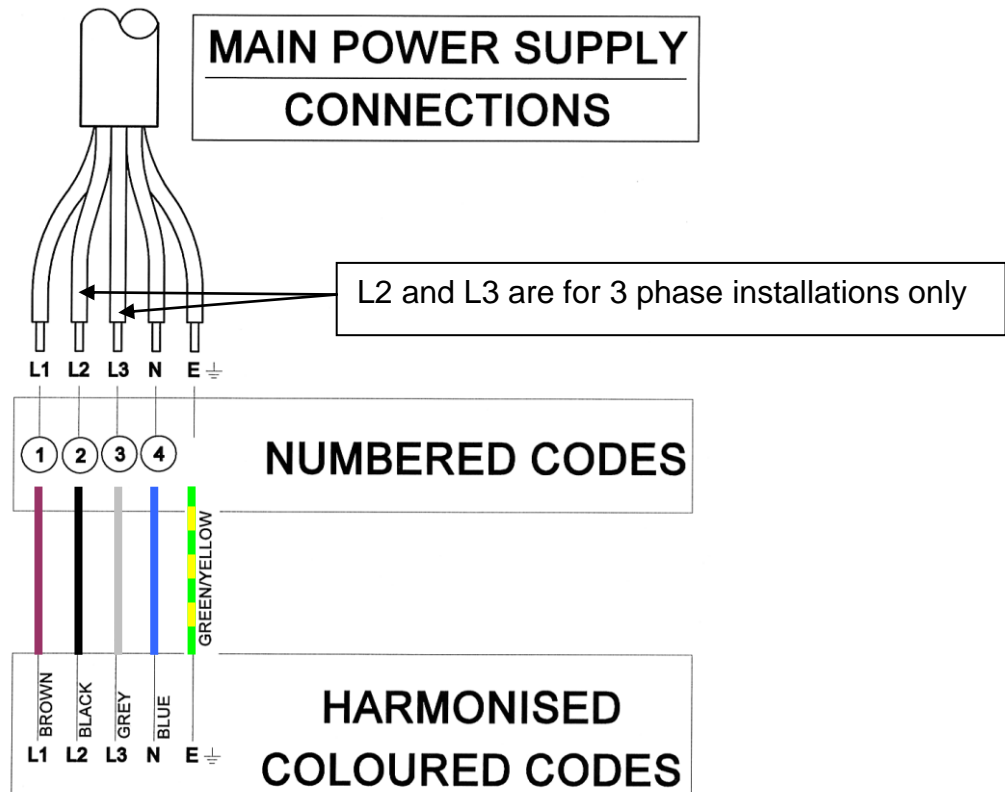 MAIN POWER SUPPLY
CONNECTIONS
L2 and L3 are for 3 phase installations only
L1 L2 L3 N E
1 2 3 4
NUMBERED CODES
GREEN/YELLOW
BROWN
BLACK
GREY
BLUE
L1 L2 L3 N E
HARMONISED
COLOURED CODES